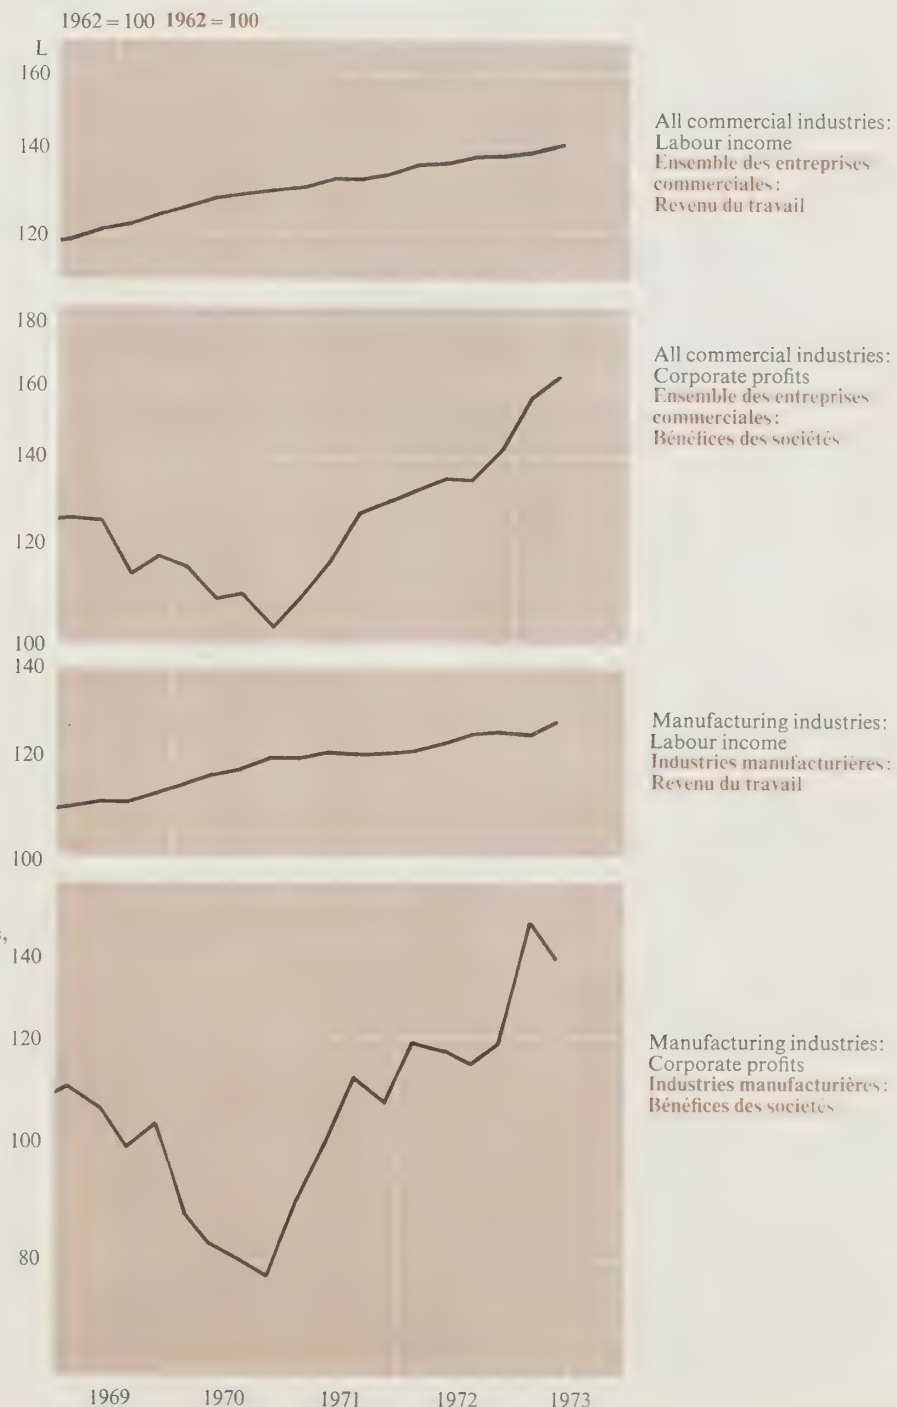 1962 = 100 1962 = 100
L
160
140
120
All commercial industries:
Labour income
Ensemble des entreprises
commerciales:
Revenu du travail
180
160
140
120
100
All commercial industries:
Corporate profits
Ensemble des entreprises
commerciales:
Bénéfices des sociétés
140
120
100
Manufacturing industries:
Labour income
Industries manufacturières:
Revenu du travail
140
120
100
80
Manufacturing industries:
Corporate profits
Industries manufacturières:
Bénéfices des sociétés
1969 1970 1971 1972 1973